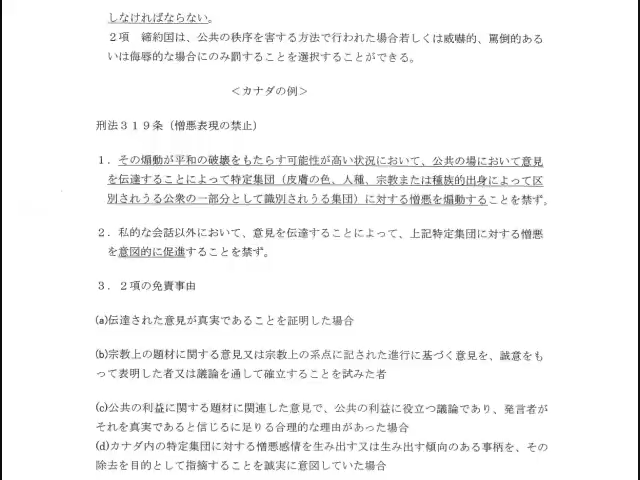 しなければならない。
２項　締約国は、公共の秩序を害する方法で行われた場合若しくは威嚇的、罵倒的ある
いは侮辱的な場合にのみ罰することを選択することができる。
＜カナダの例＞
刑法３１９条（憎悪表現の禁止）
１．その煽動が平和の破壊をもたらす可能性が高い状況において、公共の場において意見
を伝達することによって特定集団（皮膚の色、人種、宗教または種族的出身によって区
別されうる公衆の一部分として識別されうる集団）に対する憎悪を煽動することを禁ず。
２．私的な会話以外において、意見を伝達することによって、上記特定集団に対する憎悪
を意図的に促進することを禁ず。
３．２項の免責事由
(a)伝達された意見が真実であることを証明した場合
(b)宗教上の題材に関する意見又は宗教上の系点に記された進行に基づく意見を、誠意をも
って表明した者又は議論を通して確立することを試みた者
(c)公共の利益に関する題材に関連した意見で、公共の利益に役立つ議論であり、発言者が
それを真実であると信じるに足りる合理的な理由があった場合
(d)カナダ内の特定集団に対する憎悪感情を生み出す又は生み出す傾向のある事柄を、その
除去を目的として指摘することを誠実に意図していた場合